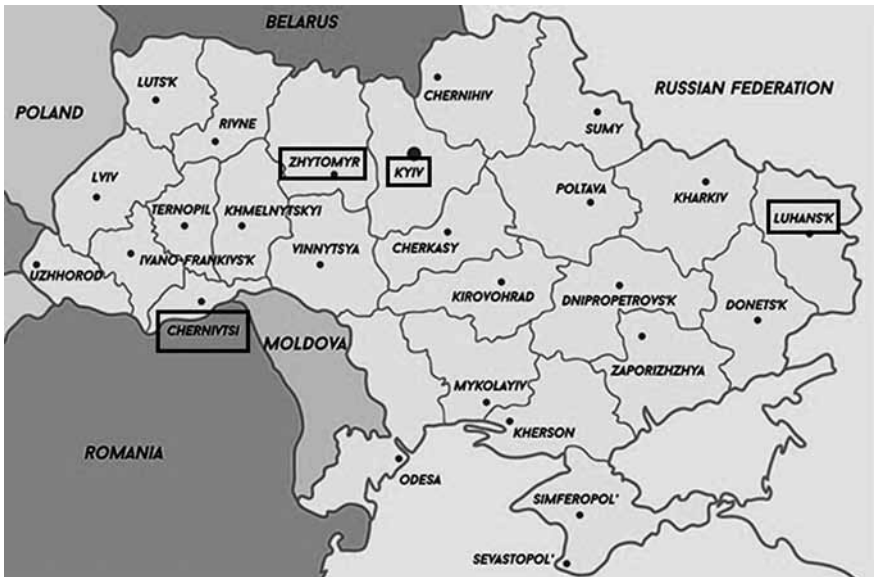 BELARUS
RUSSIAN FEDERATION
POLAND
LUTS'K
CHERNIHIV
RIVNE
SUMY
ZHYTOMYR
KYIV
LVIV
TERNOPIL
KHMELNYTSKYI
POLTAVA
KHARKIV
LUHANS'K
CHERKASY
IVANO-FRANKIVS'K
VINNYTSYA
UZHHOROD
KIROVOHRAD
DNIPROPETROVS'K
DONETS'K
CHERNIVTSI
MOLDOVA
ZAPORIZHZHYA
MYKOLAYIV
KHERSON
ROMANIA
ODESA
SIMFEROPOL'
SEVASTOPOL'